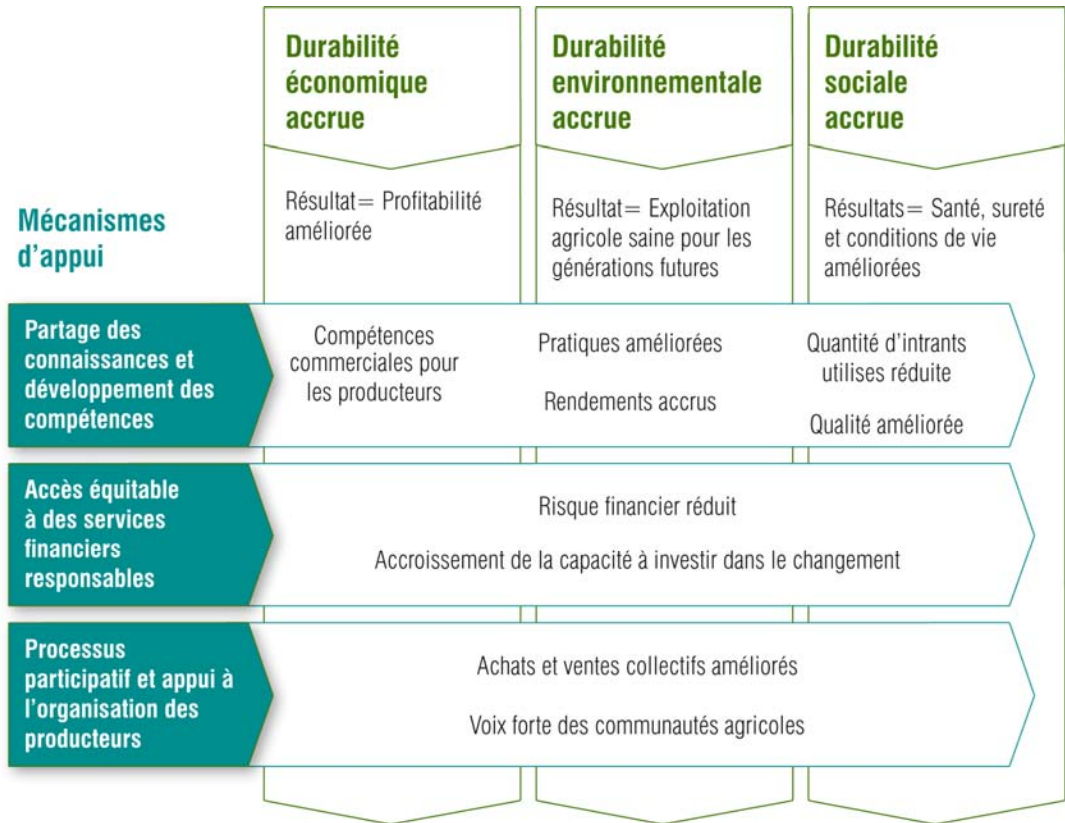 Durabilité
économique
accrue
Durabilité
environnementale
accrue
Durabilité
sociale
accrue
Mécanismes
d'appui
Résultat= Profitabilité
améliorée
Résultat= Exploitation
agricole saine pour les
générations futures
Résultats= Santé, sureté
et conditions de vie
améliorées
Partage des
connaissances et
développement des
compétences
Compétences
commerciales pour
les producteurs
Pratiques améliorées
Rendements accrus
Quantité d'intrants
utilises réduite
Qualité améliorée
Accès équitable
à des services
financiers
responsables
Risque financier réduit
Accroissement de la capacité à investir dans le changement
Processus
participatif et appui à
l'organisation des
producteurs
Achats et ventes collectifs améliorés
Voix forte des communautés agricoles